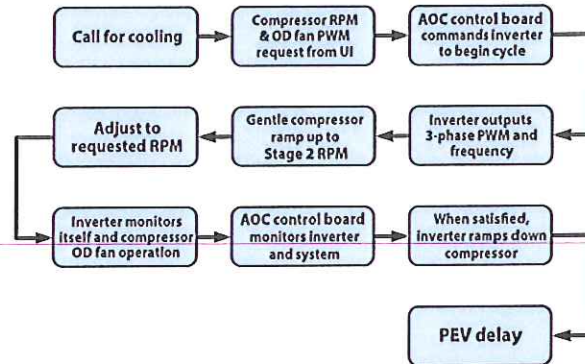 Call for cooling
Compressor RPM
& OD fan PWM
request from UI
AOC control board
commands inverter
to begin cycle
Inverter outputs
3-phase PWM and
frequency
Gentle compressor
ramp up to
Stage 2 RPM
Adjust to
requested RPM
Inverter monitors
itself and compressor
OD fan operation
AOC control board
monitors inverter
and system
When satisfied,
inverter ramps down
compressor
PEV delay